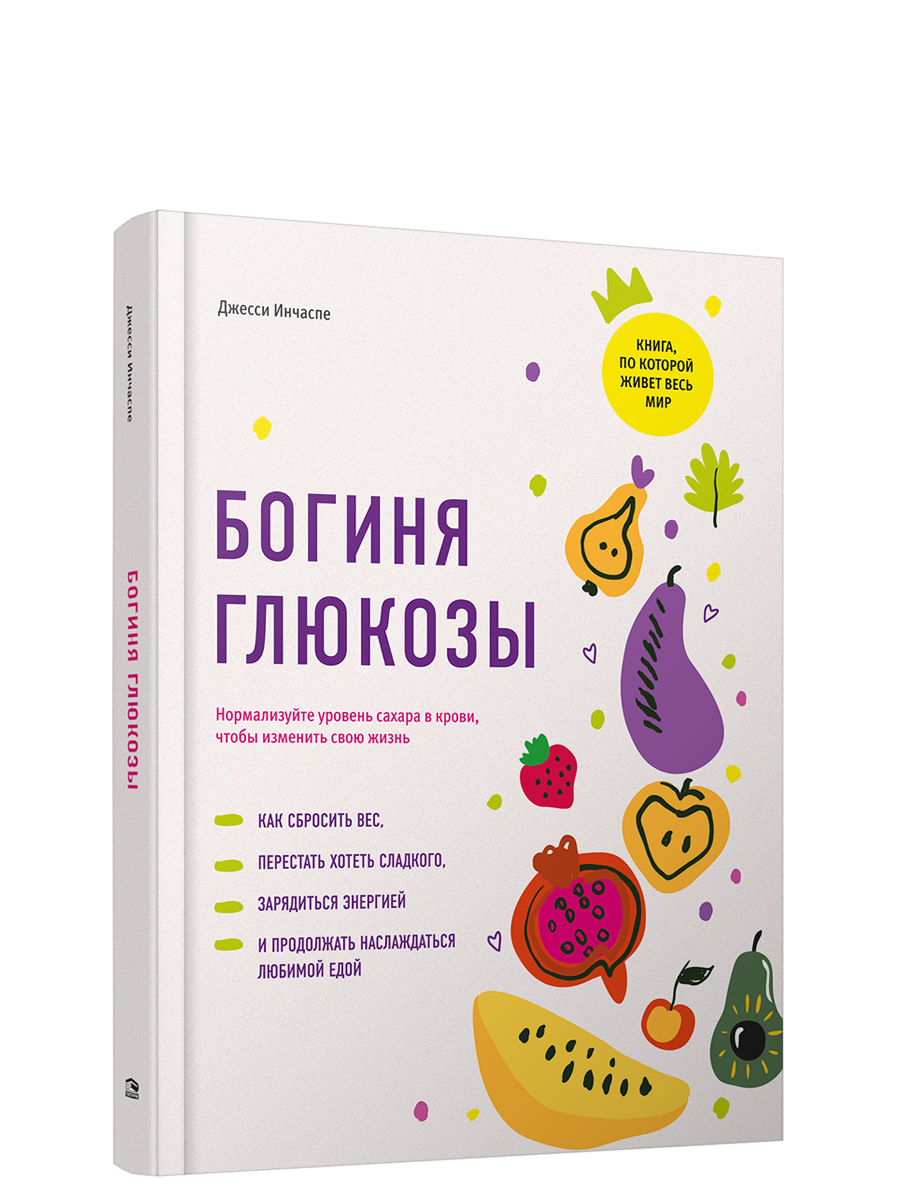 Джесси Инчаспе
КНИГА,
ПО КОТОРОЙ
ЖИВЕТ ВЕСЬ
МИР
БОГИНЯ
ГЛЮКОЗЫ
Нормализуйте уровень сахара в крови,
чтобы изменить свою жизнь
КАК СБРОСИТЬ ВЕС,
ПЕРЕСТАТЬ ХОТЕТЬ СЛАДКОГО,
ЗАРЯДИТЬСЯ ЭНЕРГИЕЙ
И ПРОДОЛЖАТЬ НАСЛАЖДАТЬСЯ
ЛЮБИМОЙ ЕДОЙ
Джесси Инчаспе
БОГИНЯ ГЛЮКОЗЫ